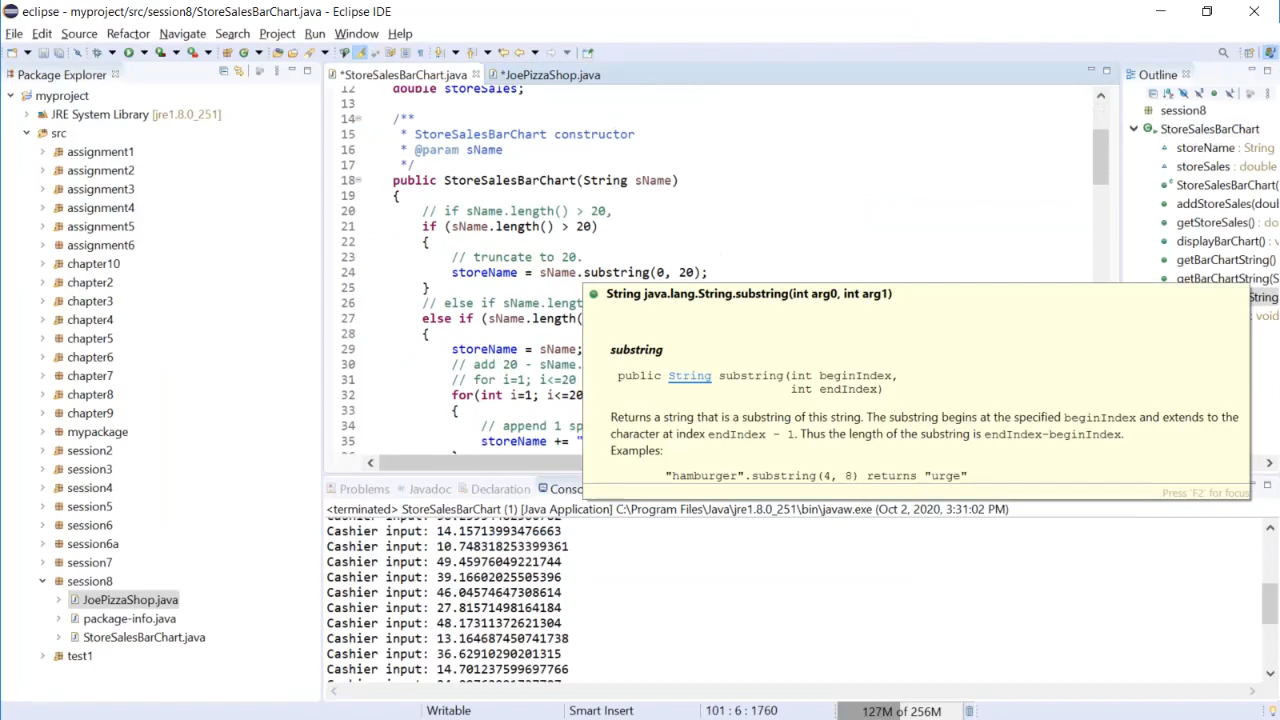 eclipse - myproject/src/session8/StoreSalesBarChart.java - Eclipse IDE
File Edit Source Refactor Navigate Search Project Run Window Help
Package Explorer
myproject
JRE System Library [jre1.8.0_251]
src
assignment1
assignment2
assignment3
assignment4
assignment5
assignment6
chapter10
chapter2
chapter3
chapter4
chapter5
chapter6
chapter7
chapter8
chapter9
mypackage
session2
session3
session4
session5
session6
session6a
session7
session8
JoePizzaShop.java
package-info.java
StoreSalesBarChart.java
test1
*StoreSalesBarChart.java *JoePizzaShop.java
12 double storeSales;
13
14 /**
15 * StoreSalesBarChart constructor
16 * @param sName
17 */
18 public StoreSalesBarChart(String sName)
19 {
20 // if sName.length() > 20,
21 if (sName.length() > 20)
22 {
23 // truncate to 20.
24 storeName = sName.substring(0, 20);
25 }
26 // else if sName.lengt
27 else if (sName.length(
28 {
29 storeName = sName;
30 // add 20 - sName.
31 // for i=1; i<=20
32 for(int i=1; i<=20
33 {
34 // append 1 sp
35 storeName += "
String java.lang.String.substring(int arg0, int arg1)
substring
public String substring(int beginIndex,
int endIndex)
Returns a string that is a substring of this string. The substring begins at the specified beginIndex and extends to the
character at index endIndex - 1. Thus the length of the substring is endIndex-beginIndex.
Examples:
"hamburger".substring(4, 8) returns "urge"
Press 'F2' for focus
Problems Javadoc Declaration Conso
<terminated> StoreSalesBarChart (1) [Java Application] C:\Program Files\Java\jre1.8.0_251\bin\javaw.exe (Oct 2, 2020, 3:31:02 PM)
Cashier input: 14.15713993476663
Cashier input: 10.748318253399361
Cashier input: 49.45976049221744
Cashier input: 39.16602025505396
Cashier input: 46.04574647308614
Cashier input: 27.81571498164184
Cashier input: 48.17311372621304
Cashier input: 13.164687450741738
Cashier input: 36.62910290201315
Cashier input: 14.701237599697766
Outline
session8
StoreSalesBarChart
storeName : String
storeSales : double
StoreSalesBarChart(
addStoreSales(doul
getStoreSales() : do
displayBarChart() : v
getBarChartString()
getBarChartString(S
String
void
Writable Smart Insert 101 : 6 : 1760 127M of 256M